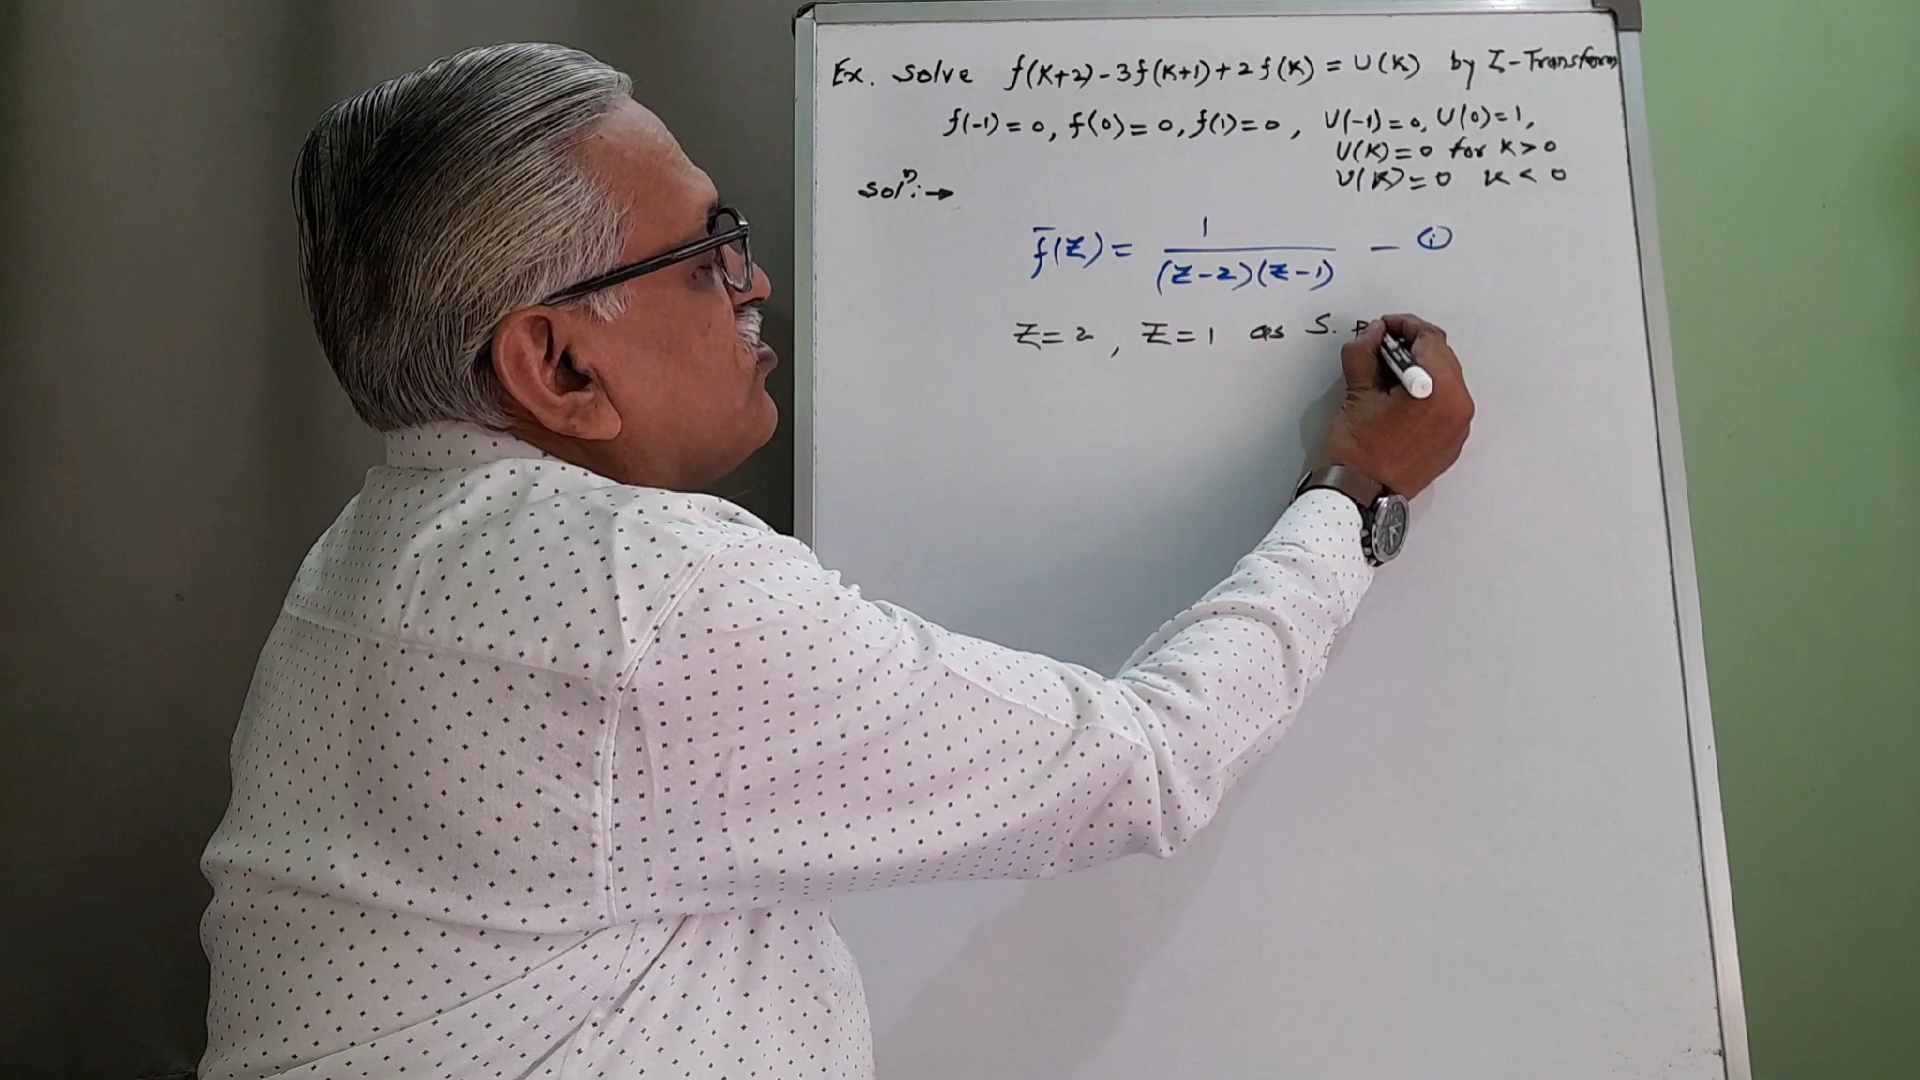 Ex. Solve f(K+2)-3f(K+1)+2f(K) = U(K) by Z-Transform
f(-1)=0, f(0)=0, f(1)=0, U(-1)=0, U(0)=1,
U(K)=0 for K>0
U(K)=0 K<0
Solⁿ:→
f̄(z) = 1/((z-2)(z-1)) — ①
z=2, z=1 as S.